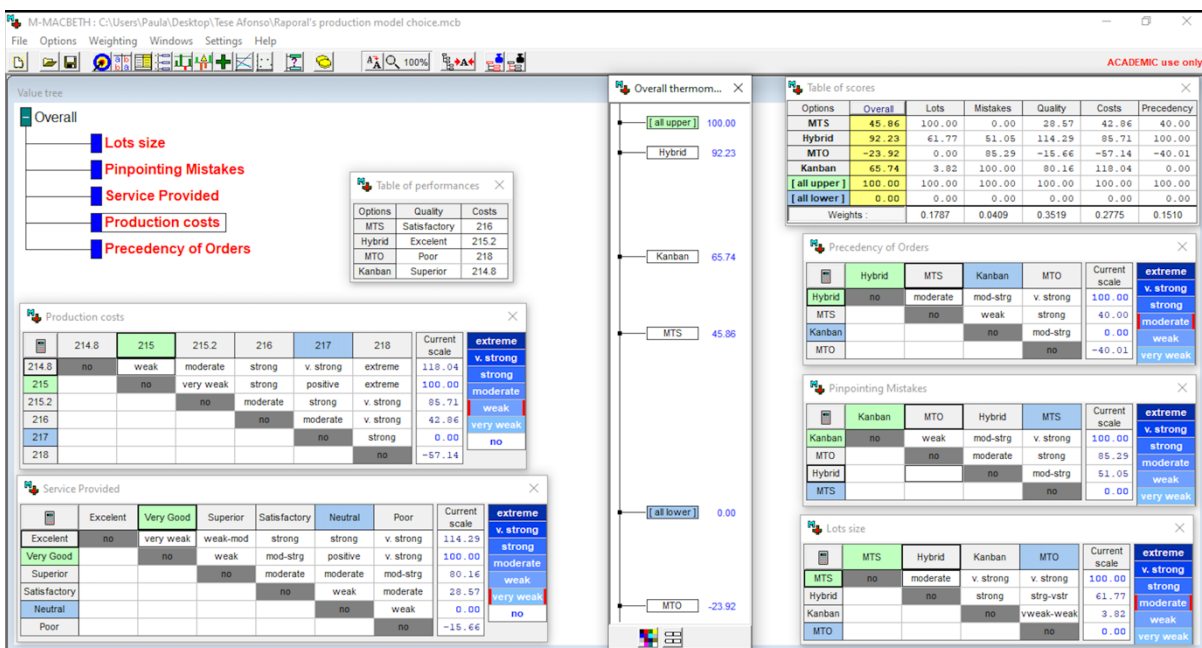 M-MACBETH : C:\Users\Paula\Desktop\Tese Afonso\Raporal's production model choice.mcb
File Options Weighting Windows Settings Help
100%
ACADEMIC use only
Value tree
Overall
Lots size
Pinpointing Mistakes
Service Provided
Production costs
Precedency of Orders
Table of performances
Options Quality Costs
MTS Satisfactory 216
Hybrid Excelent 215.2
MTO Poor 218
Kanban Superior 214.8
Production costs
214.8 215 215.2 216 217 218 Current scale
214.8 no weak moderate strong v. strong extreme 118.04
215 no very weak strong positive extreme 100.00
215.2 no moderate strong v. strong 85.71
216 no moderate v. strong 42.86
217 no strong 0.00
218 no -57.14
extreme
v. strong
strong
moderate
weak
very weak
no
Service Provided
Excelent Very Good Superior Satisfactory Neutral Poor Current scale
Excelent no very weak weak-mod strong strong v. strong 114.29
Very Good no weak mod-strg positive v. strong 100.00
Superior no moderate moderate mod-strg 80.16
Satisfactory no weak moderate 28.57
Neutral no weak 0.00
Poor no -15.66
extreme
v. strong
strong
moderate
weak
very weak
no
Overall thermom...
[ all upper ] 100.00
Hybrid 92.23
Kanban 65.74
MTS 45.86
[ all lower ] 0.00
MTO -23.92
Table of scores
Options Overall Lots Mistakes Quality Costs Precedency
MTS 45.86 100.00 0.00 28.57 42.86 40.00
Hybrid 92.23 61.77 51.05 114.29 85.71 100.00
MTO -23.92 0.00 85.29 -15.66 -57.14 -40.01
Kanban 65.74 3.82 100.00 80.16 118.04 0.00
[ all upper ] 100.00 100.00 100.00 100.00 100.00 100.00
[ all lower ] 0.00 0.00 0.00 0.00 0.00 0.00
Weights : 0.1787 0.0409 0.3519 0.2775 0.1510
Precedency of Orders
Hybrid MTS Kanban MTO Current scale
Hybrid no moderate mod-strg v. strong 100.00
MTS no weak strong 40.00
Kanban no mod-strg 0.00
MTO no -40.01
extreme
v. strong
strong
moderate
weak
very weak
Pinpointing Mistakes
Kanban MTO Hybrid MTS Current scale
Kanban no weak mod-strg v. strong 100.00
MTO no moderate strong 85.29
Hybrid no mod-strg 51.05
MTS no 0.00
extreme
v. strong
strong
moderate
weak
very weak
Lots size
MTS Hybrid Kanban MTO Current scale
MTS no moderate v. strong v. strong 100.00
Hybrid no strong strg-vstr 61.77
Kanban no vweak-weak 3.82
MTO no 0.00
extreme
v. strong
strong
moderate
weak
very weak